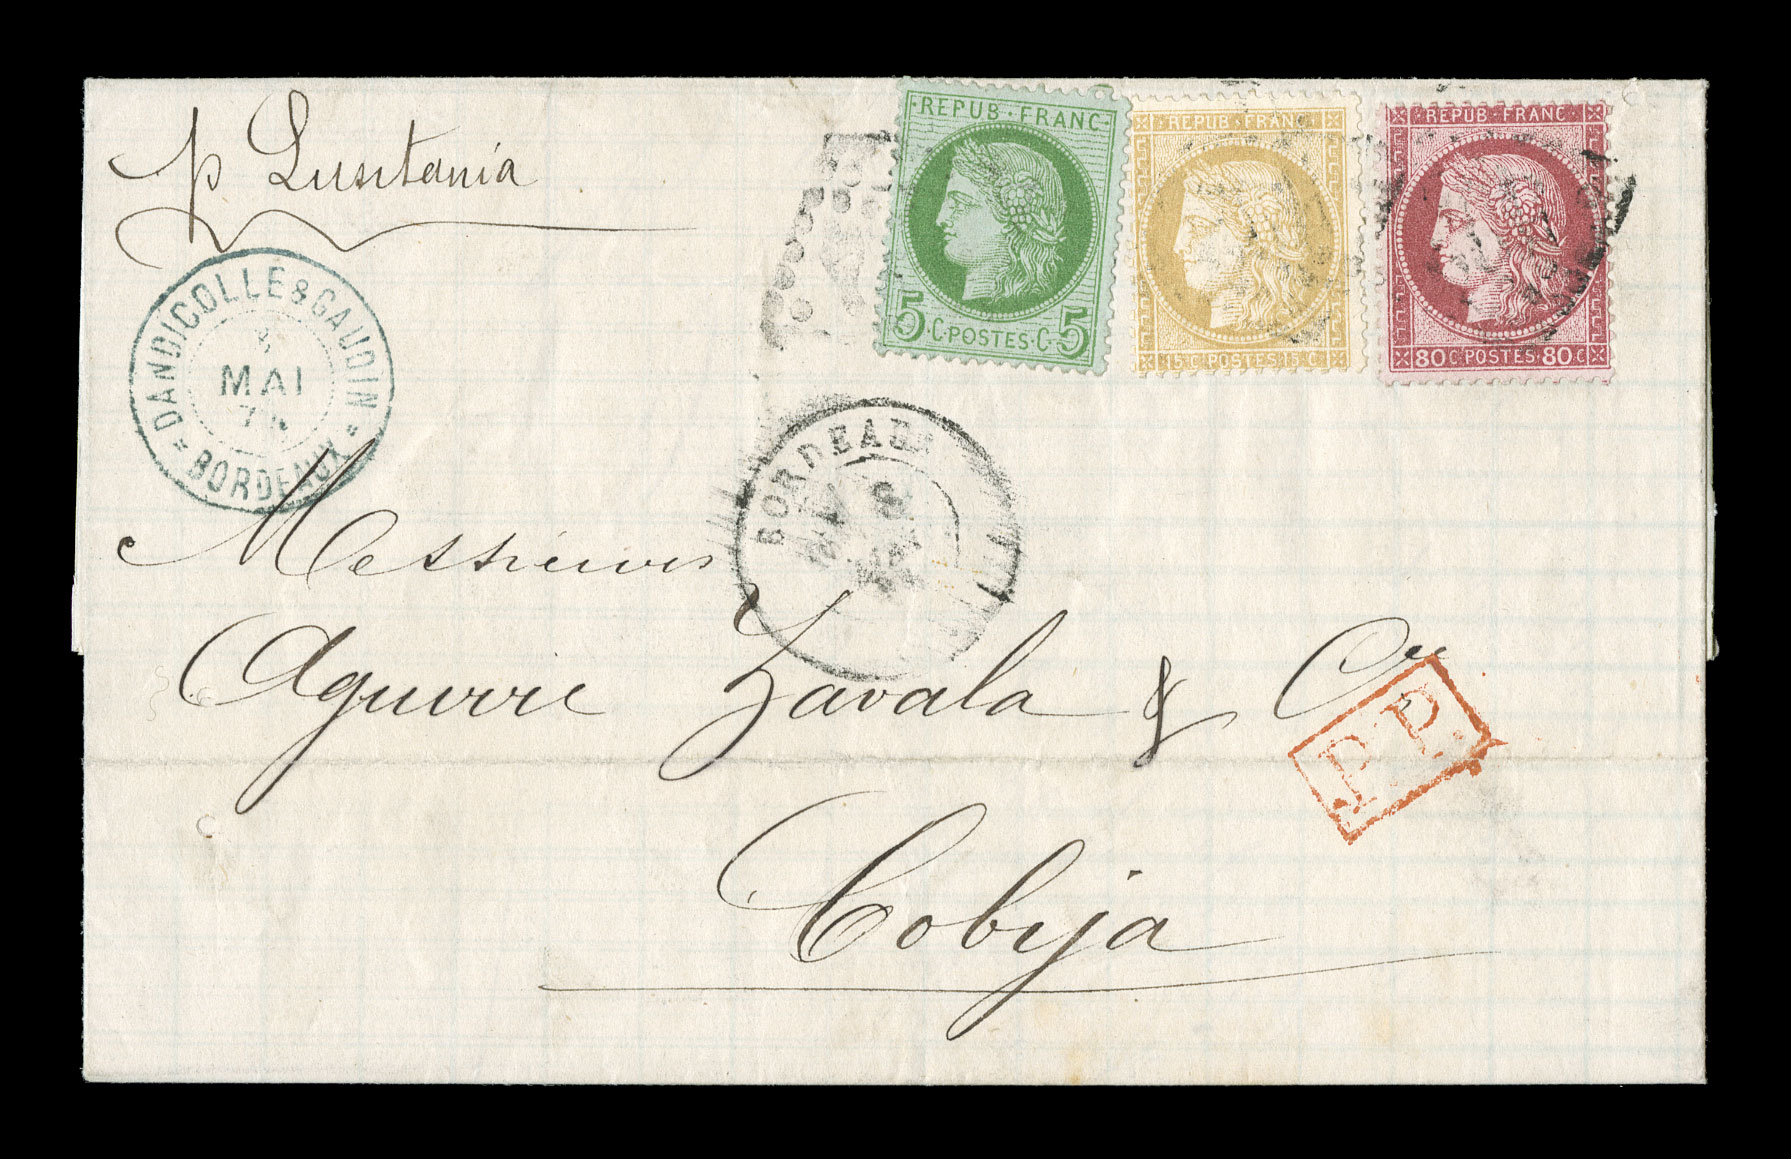 p Lusitania
REPUB·FRANC
5·C·POSTES·C·5
REPUB·FRANC
15·C·POSTES·15·C
REPUB·FRANC
80·C·POSTES·80·C
DANDICOLLE & GAUDIN
MAI
BORDEAUX
BORDEAUX
Messieurs
Aguirre Zavala & Cie
P.P.
Cobija